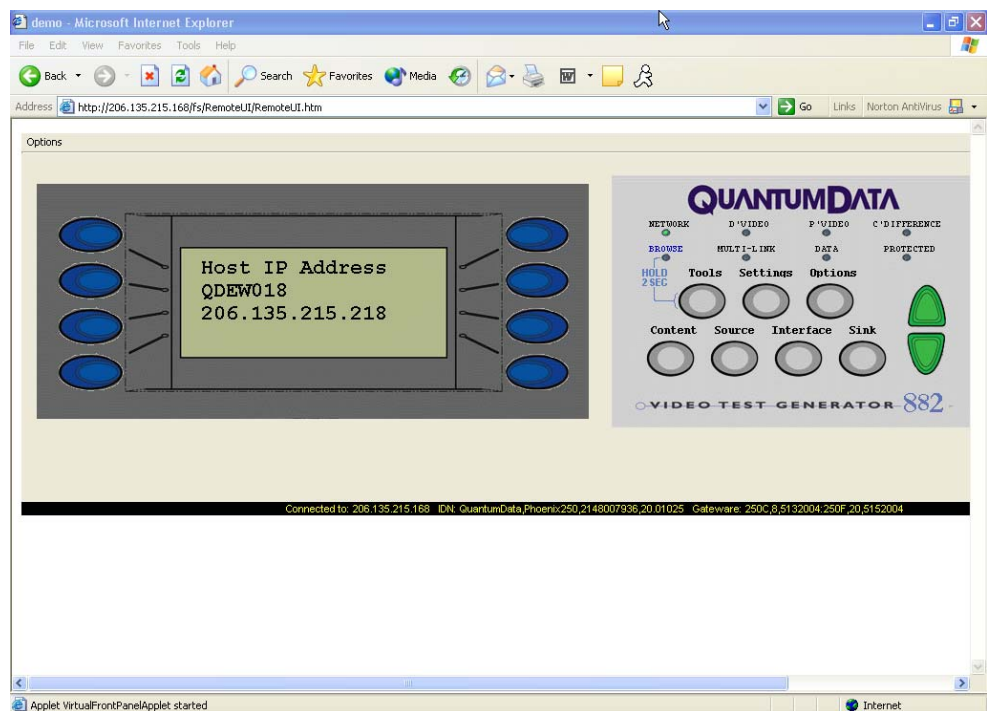 demo - Microsoft Internet Explorer
File Edit View Favorites Tools Help
Back Search Favorites Media
Address http://206.135.215.168/fs/RemoteUI/RemoteUI.htm Go Links Norton AntiVirus
Options
Host IP Address
QDEW018
206.135.215.218
QUANTUMDATA
NETWORK D'VIDEO P'VIDEO C'DIFFERENCE
BROWSE MULTI-LINK DATA PROTECTED
HOLD 2 SEC
Tools Settings Options
Content Source Interface Sink
VIDEO TEST GENERATOR 882
Connected to: 206.135.215.168 IDN: QuantumData,Phoenix250,2148007936,20.01025 Gateware: 250C,8,5132004:250F,20,5152004
Applet VirtualFrontPanelApplet started Internet